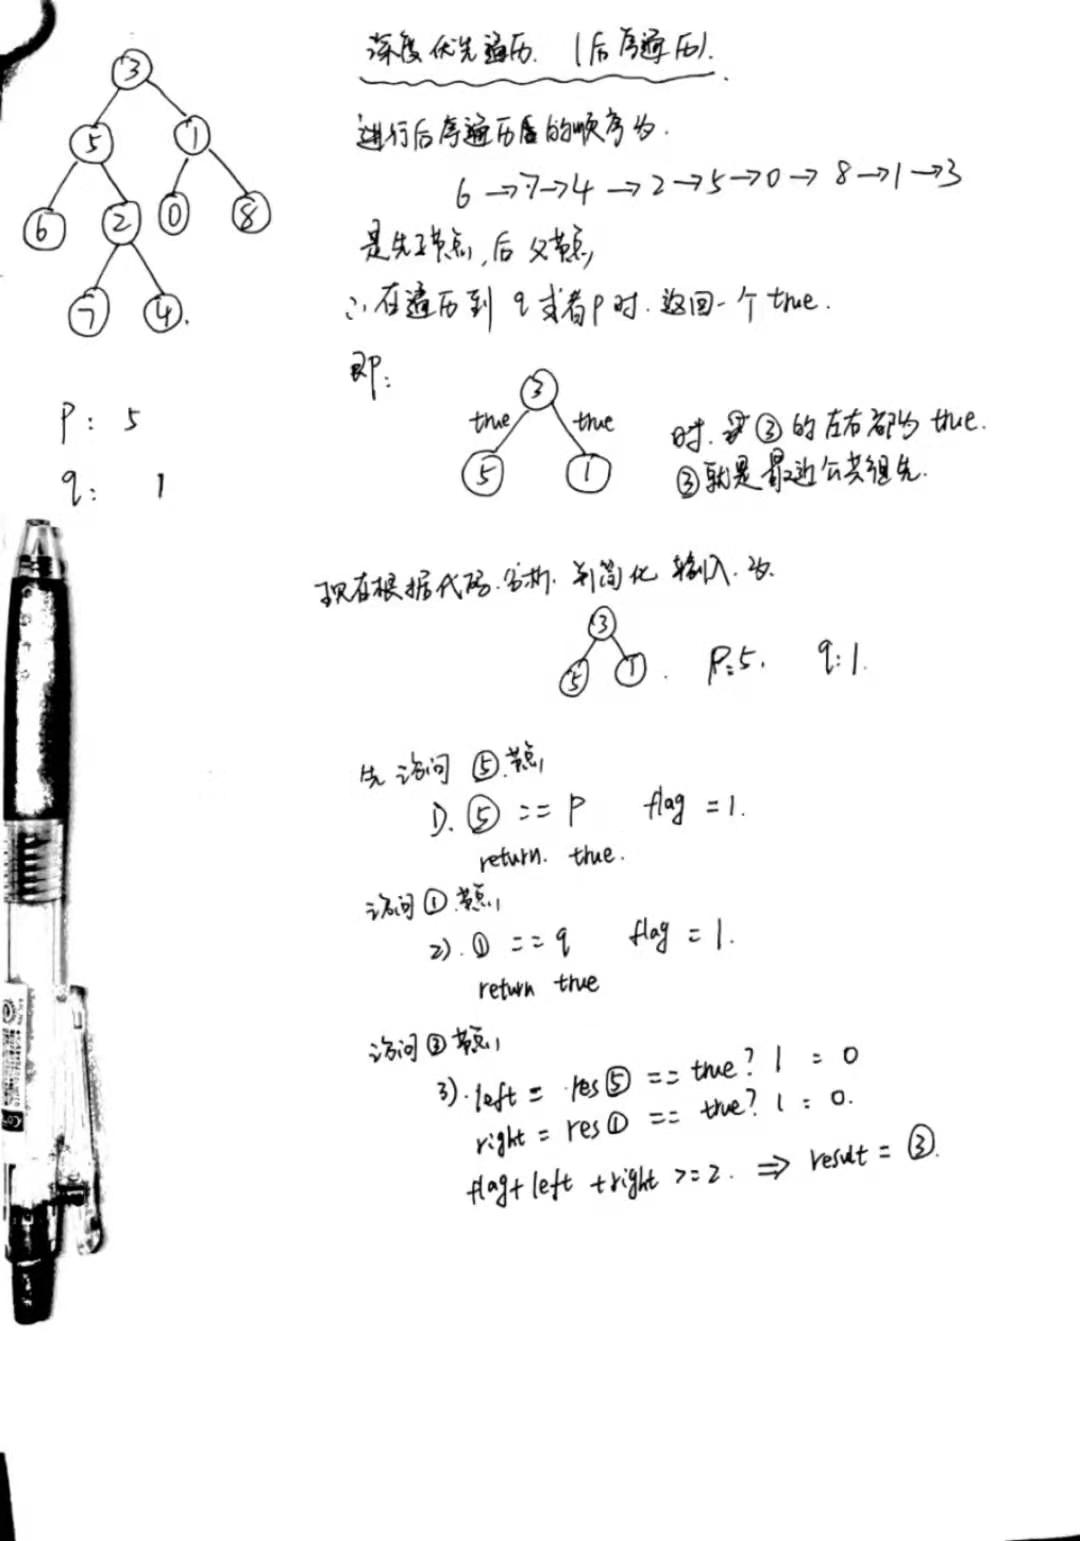 深度优先遍历. (后序遍历).
3
5 1
6 2 0 8
7 4.
进行后序遍历后的顺序为.
6→7→4→2→5→0→8→1→3
是先子节点,后父节点,
∴在遍历到 q 或者 p 时.返回一个 true.
即:
3
true true
5 1
时. ③的左右都为 true.
③就是最近公共组先.
p: 5
q: 1
现在根据代码.分析. 简化输入.为.
3
5 1.
p:5. q:1.
先访问 ⑤.节点,
1). ⑤ == p flag = 1.
return. true.
访问①.节点,
2). ① == q flag = 1.
return true
访问③节点,
3). left = res⑤ == true? 1 : 0
right = res① == true? 1 : 0.
flag+left+right >=2. ⇒ result = ③.